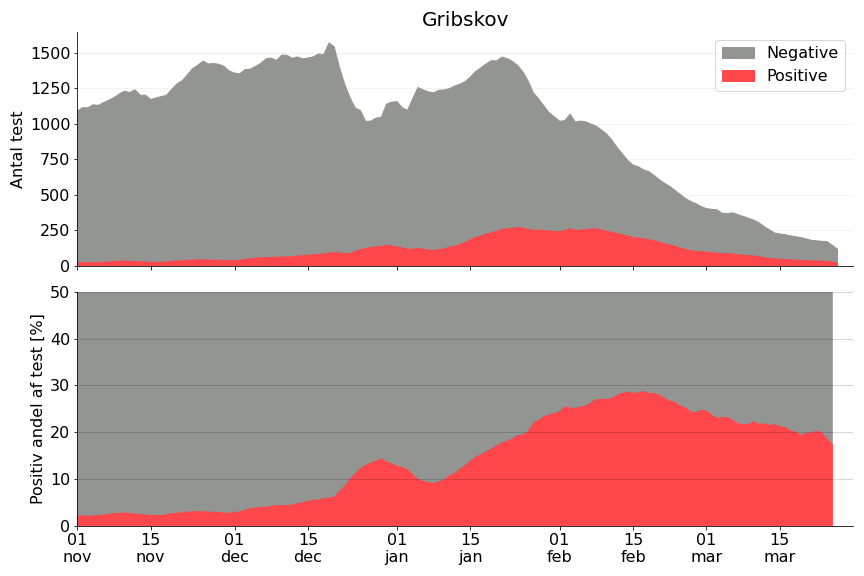 Gribskov
Antal test
1500
1250
1000
750
500
250
0
Negative
Positive
Positiv andel af test [%]
50
40
30
20
10
0
01 15 01 15 01 15 01 15 01 15
nov nov dec dec jan jan feb feb mar mar